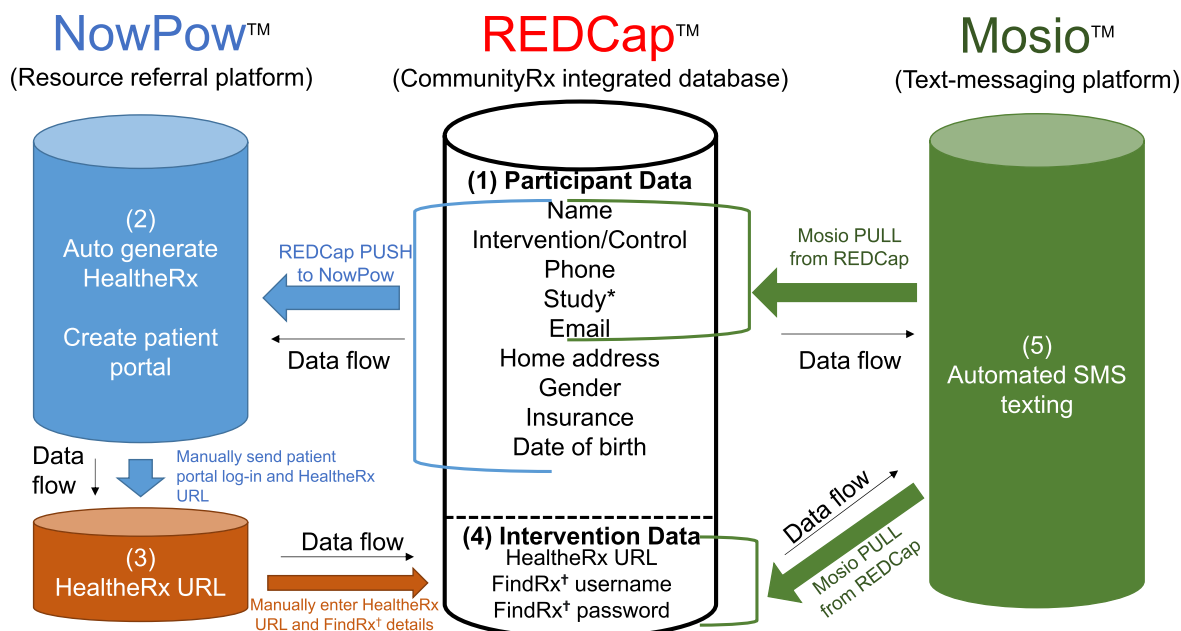 NowPow™
(Resource referral platform)
REDCap™
(CommunityRx integrated database)
Mosio™
(Text-messaging platform)
(2)
Auto generate
HealtheRx
Create patient
portal
REDCap PUSH
to NowPow
Data flow
(1) Participant Data
Name
Intervention/Control
Phone
Study*
Email
Home address
Gender
Insurance
Date of birth
Mosio PULL
from REDCap
Data flow
(5)
Automated SMS
texting
Data
flow
Manually send patient
portal log-in and HealtheRx
URL
(3)
HealtheRx URL
Data flow
Manually enter HealtheRx
URL and FindRx† details
(4) Intervention Data
HealtheRx URL
FindRx† username
FindRx† password
Data flow
Mosio PULL
from REDCap